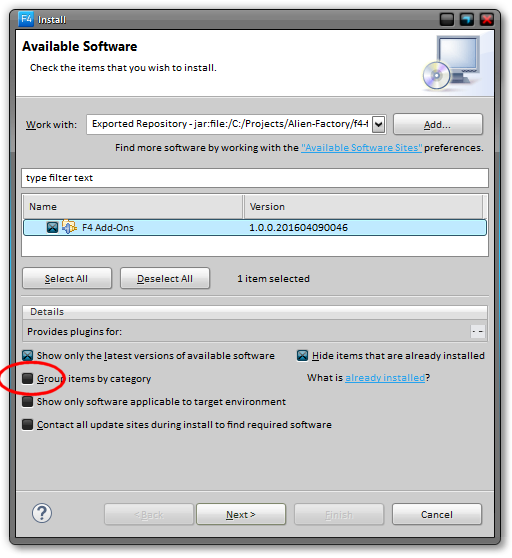 F4 Install
Available Software
Check the items that you wish to install.
Work with: Exported Repository - jar:file:/C:/Projects/Alien-Factory/f4- Add...
Find more software by working with the "Available Software Sites" preferences.
type filter text
Name Version
F4 Add-Ons 1.0.0.201604090046
Select All Deselect All 1 item selected
Details
Provides plugins for: --
Show only the latest versions of available software Hide items that are already installed
Group items by category What is already installed?
Show only software applicable to target environment
Contact all update sites during install to find required software
? < Back Next > Finish Cancel